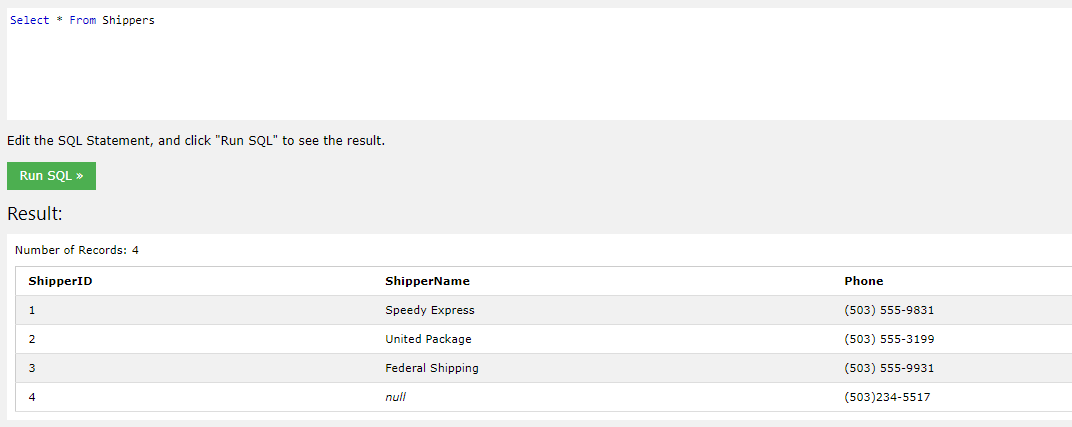 Select * From Shippers
Edit the SQL Statement, and click "Run SQL" to see the result.
Run SQL »
Result:
Number of Records: 4
ShipperID ShipperName Phone
1 Speedy Express (503) 555-9831
2 United Package (503) 555-3199
3 Federal Shipping (503) 555-9931
4 null (503)234-5517